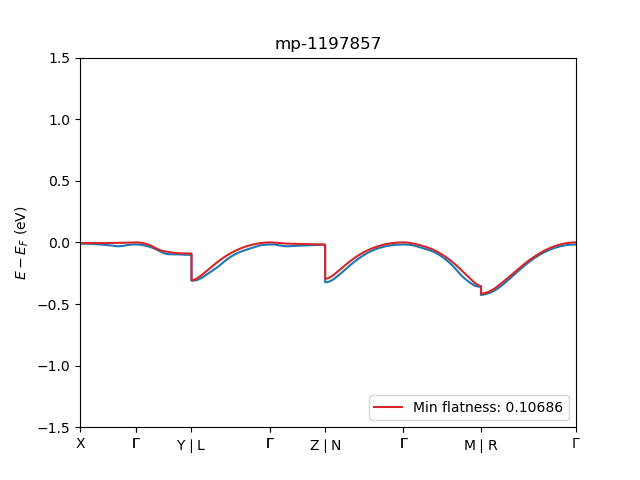 mp-1197857
E − E_F (eV)
1.5
1.0
0.5
0.0
−0.5
−1.0
−1.5
Min flatness: 0.10686
X Γ Y | L Γ Z | N Γ M | R Γ